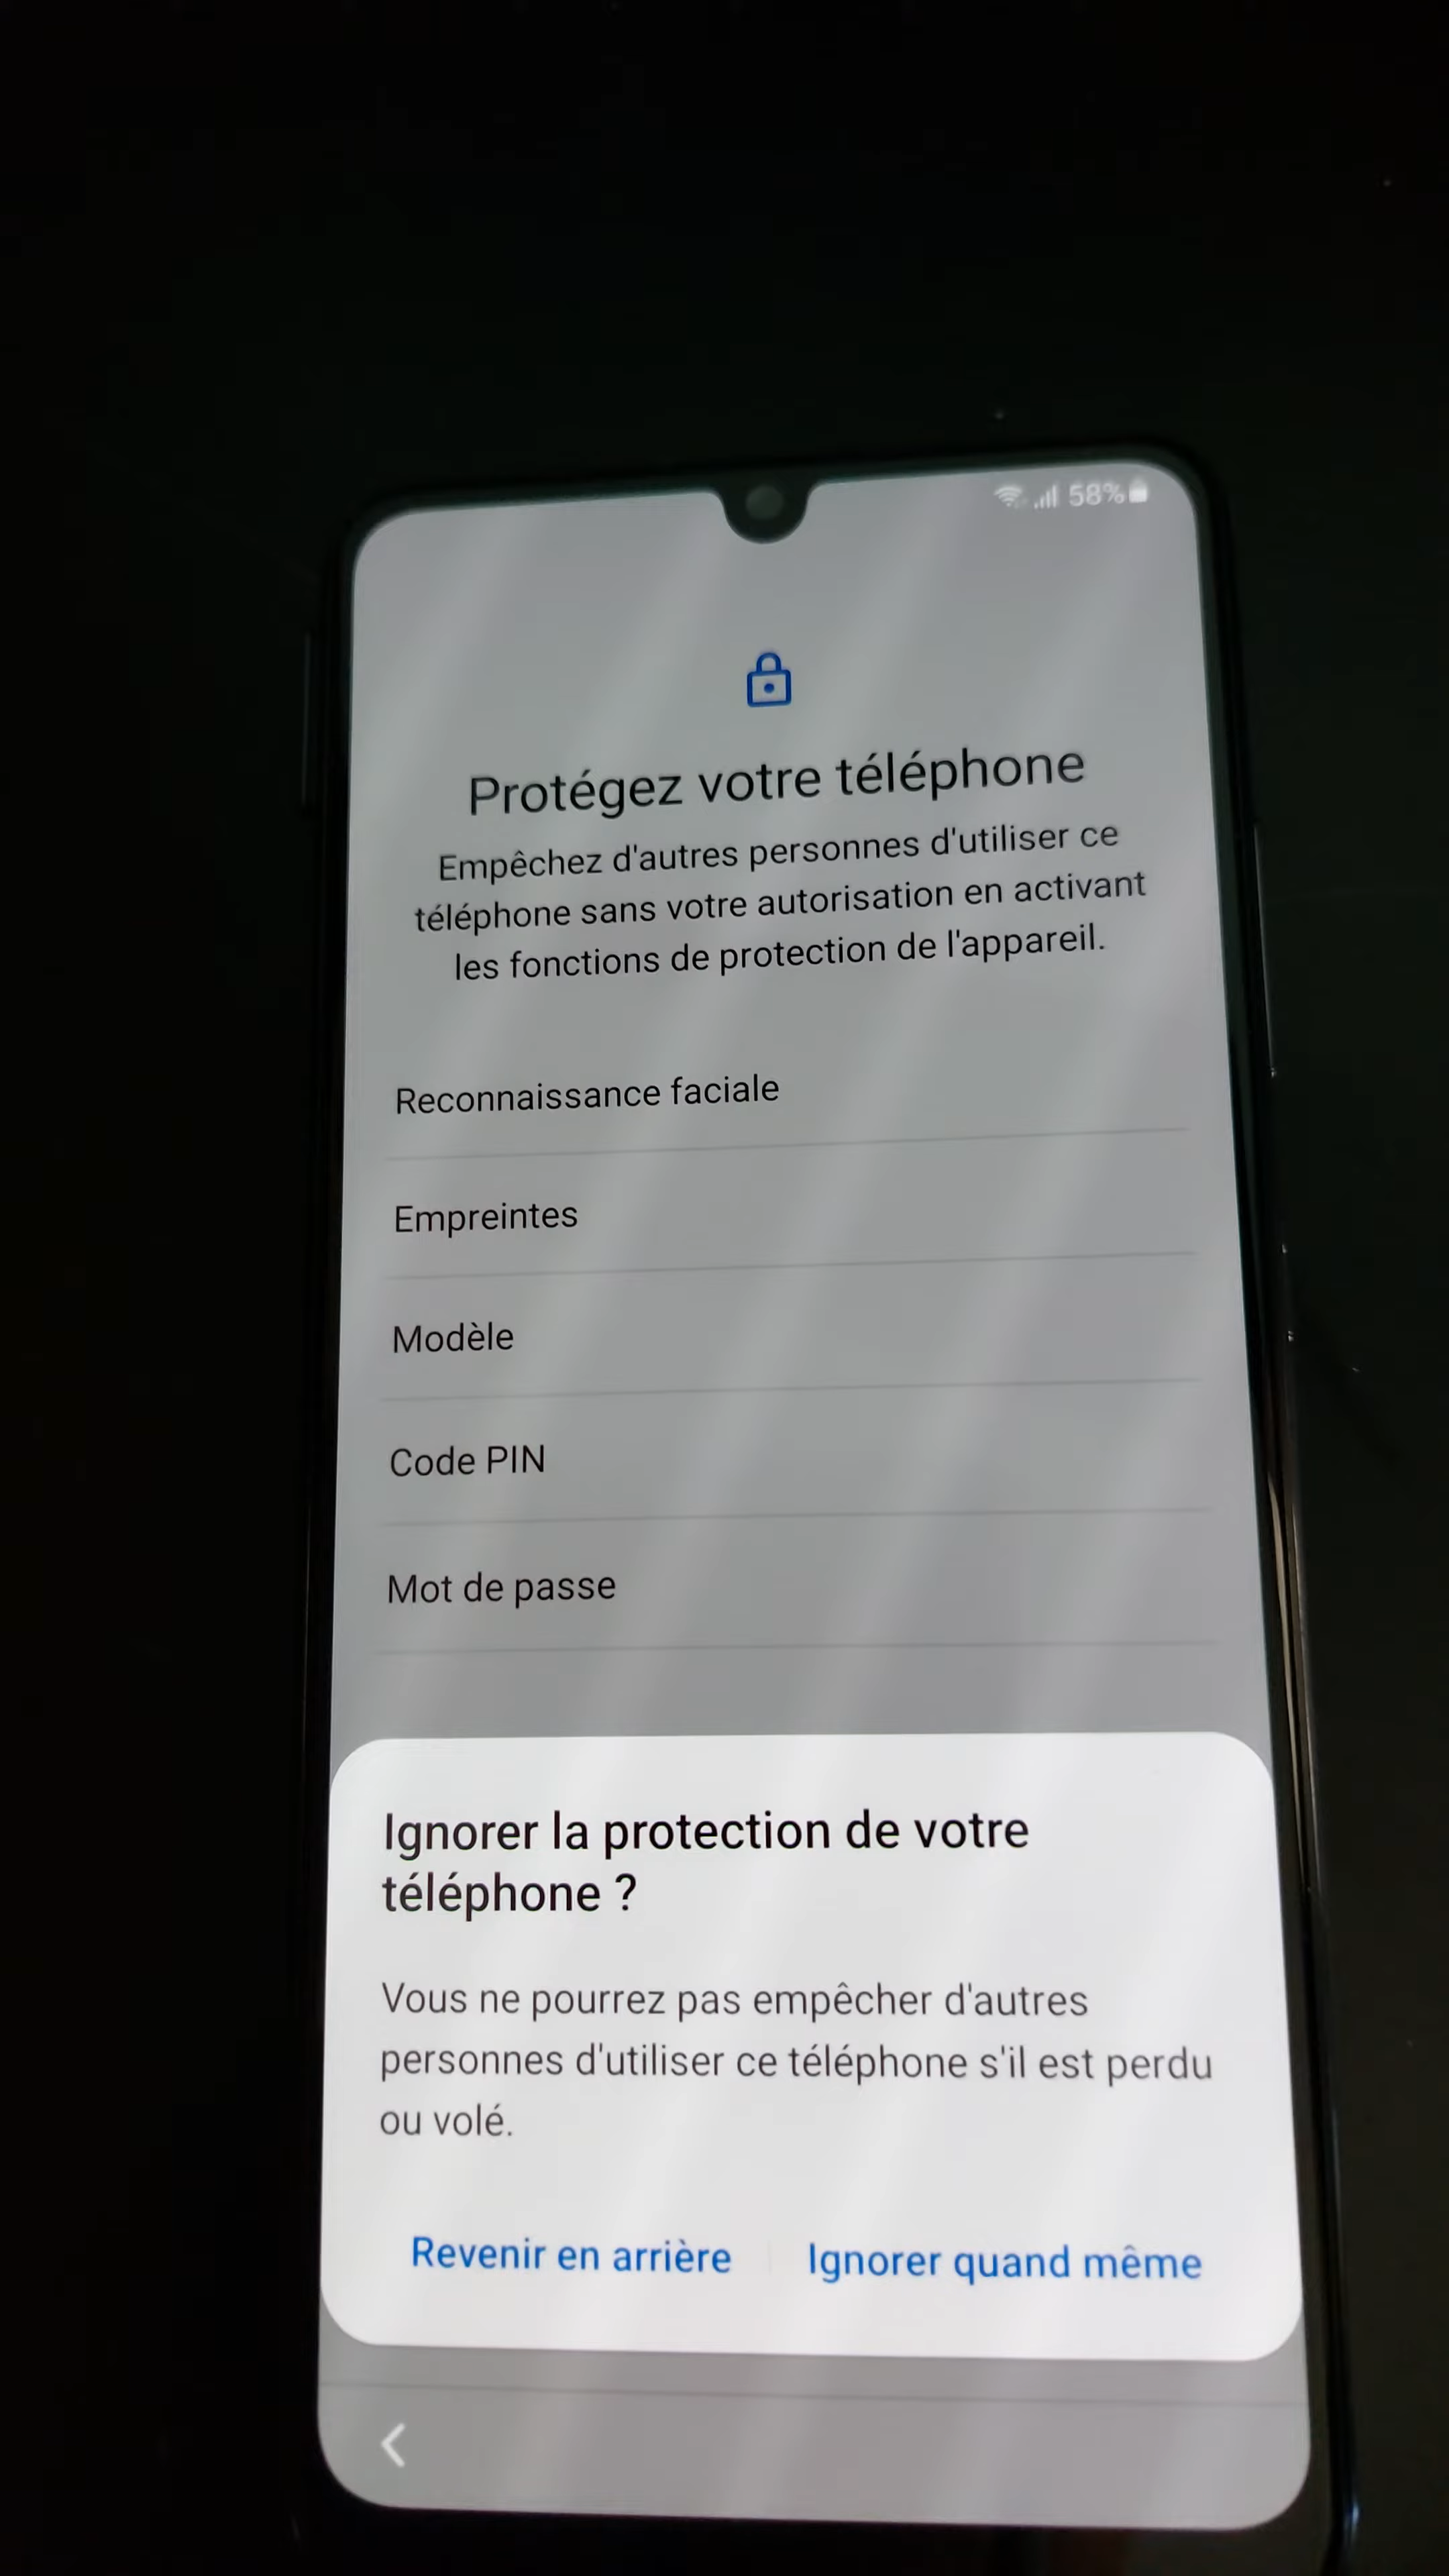 58%
Protégez votre téléphone
Empêchez d'autres personnes d'utiliser ce
téléphone sans votre autorisation en activant
les fonctions de protection de l'appareil.
Reconnaissance faciale
Empreintes
Modèle
Code PIN
Mot de passe
Ignorer la protection de votre
téléphone ?
Vous ne pourrez pas empêcher d'autres
personnes d'utiliser ce téléphone s'il est perdu
ou volé.
Revenir en arrière
Ignorer quand même